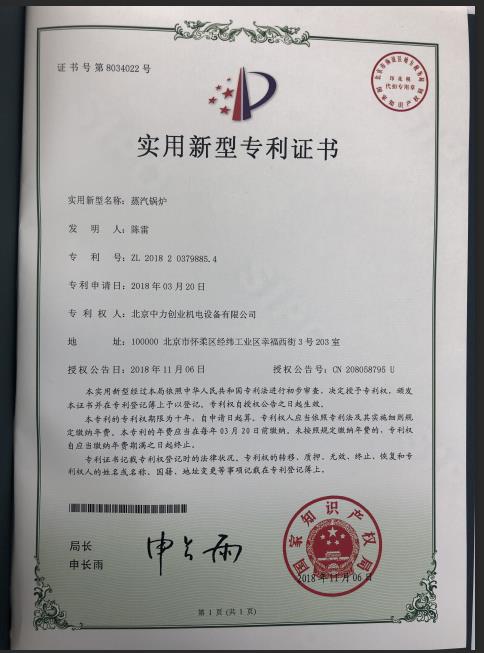 证书号第8034022号
实用新型专利证书
实用新型名称：蒸汽锅炉
发明人：陈雷
专利号：ZL 2018 2 0379885.4
专利申请日：2018年03月20日
专利权人：北京中力创业机电设备有限公司
地址：100000 北京市怀柔区经纬工业区幸福西街3号203室
授权公告日：2018年11月06日 授权公告号：CN 208058795 U
本实用新型经过本局依照中华人民共和国专利法进行初步审查，决定授予专利权，颁发
本证书并在专利登记簿上予以登记。专利权自授权公告之日起生效。
本专利的专利权期限为十年，自申请日起算。专利权人应当依照专利法及其实施细则规
定缴纳年费。本专利的年费应当在每年03月20日前缴纳。未按照规定缴纳年费的，专利权
自应当缴纳年费期满之日起终止。
专利证书记载专利权登记时的法律状况。专利权的转移、质押、无效、终止、恢复和专
利权人的姓名或名称、国籍、地址变更等事项记载在专利登记簿上。
局长
申长雨
申长雨
国家知识产权局
2018年11月06日
第 1 页 (共 1 页)